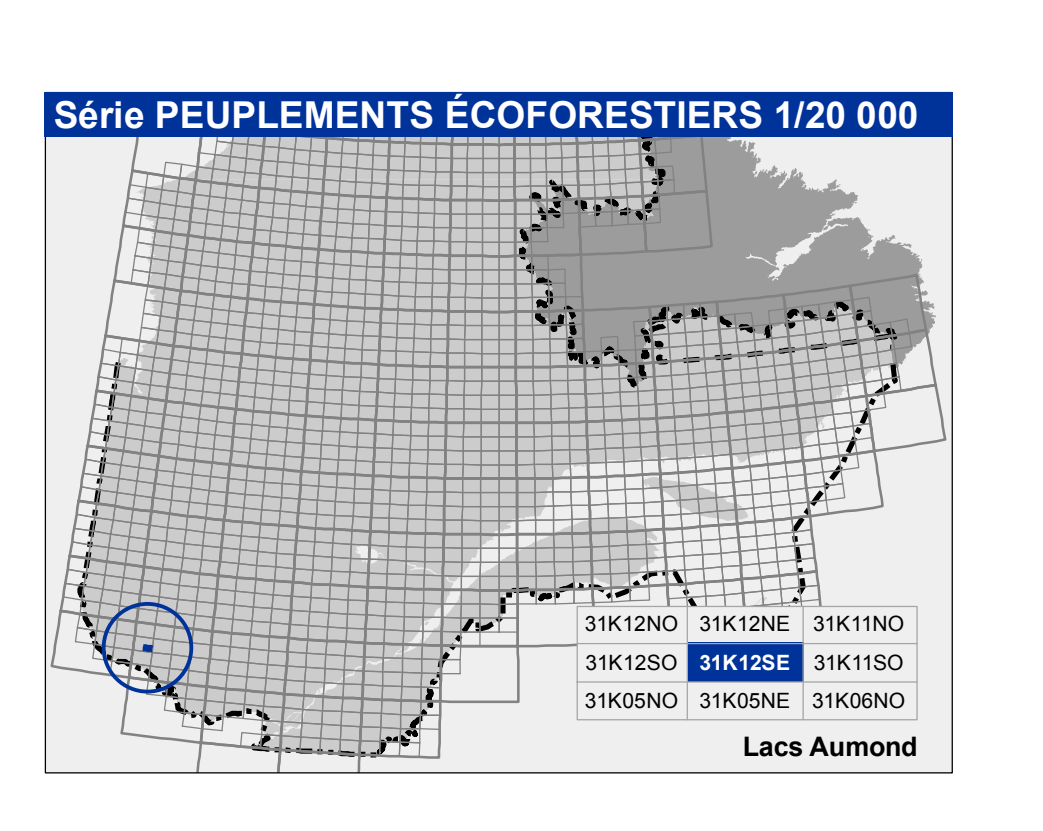 Série PEUPLEMENTS ÉCOFORESTIERS 1/20 000
31K12NO 31K12NE 31K11NO
31K12SO 31K12SE 31K11SO
31K05NO 31K05NE 31K06NO
Lacs Aumond